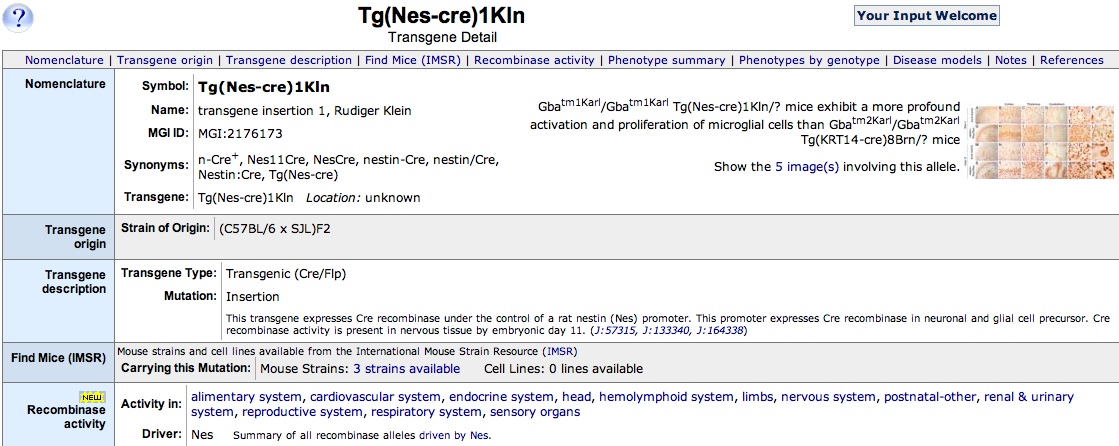 ?
Tg(Nes-cre)1Kln
Transgene Detail
Your Input Welcome
Nomenclature | Transgene origin | Transgene description | Find Mice (IMSR) | Recombinase activity | Phenotype summary | Phenotypes by genotype | Disease models | Notes | References
Nomenclature
Symbol: Tg(Nes-cre)1Kln
Name: transgene insertion 1, Rudiger Klein
MGI ID: MGI:2176173
Synonyms: n-Cre+, Nes11Cre, NesCre, nestin-Cre, nestin/Cre,
Nestin:Cre, Tg(Nes-cre)
Transgene: Tg(Nes-cre)1Kln Location: unknown
Gbatm1Karl/Gbatm1Karl Tg(Nes-cre)1Kln/? mice exhibit a more profound
activation and proliferation of microglial cells than Gbatm2Karl/Gbatm2Karl
Tg(KRT14-cre)8Brn/? mice
Show the 5 image(s) involving this allele.
Transgene
origin
Strain of Origin: (C57BL/6 x SJL)F2
Transgene
description
Transgene Type: Transgenic (Cre/Flp)
Mutation: Insertion
This transgene expresses Cre recombinase under the control of a rat nestin (Nes) promoter. This promoter expresses Cre recombinase in neuronal and glial cell precursor. Cre
recombinase activity is present in nervous tissue by embryonic day 11. (J:57315, J:133340, J:164338)
Find Mice (IMSR)
Mouse strains and cell lines available from the International Mouse Strain Resource (IMSR)
Carrying this Mutation: Mouse Strains: 3 strains available Cell Lines: 0 lines available
NEW
Recombinase
activity
Activity in: alimentary system, cardiovascular system, endocrine system, head, hemolymphoid system, limbs, nervous system, postnatal-other, renal & urinary
system, reproductive system, respiratory system, sensory organs
Driver: Nes Summary of all recombinase alleles driven by Nes.